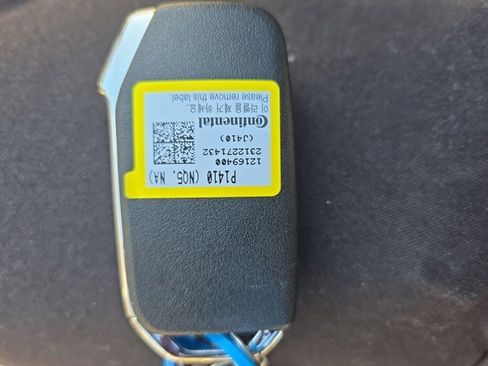 P1410 (NQ5, NA)
12169400
2312271432
(J410)
Continental
이 라벨을 제거 하세요.
Please remove this label.